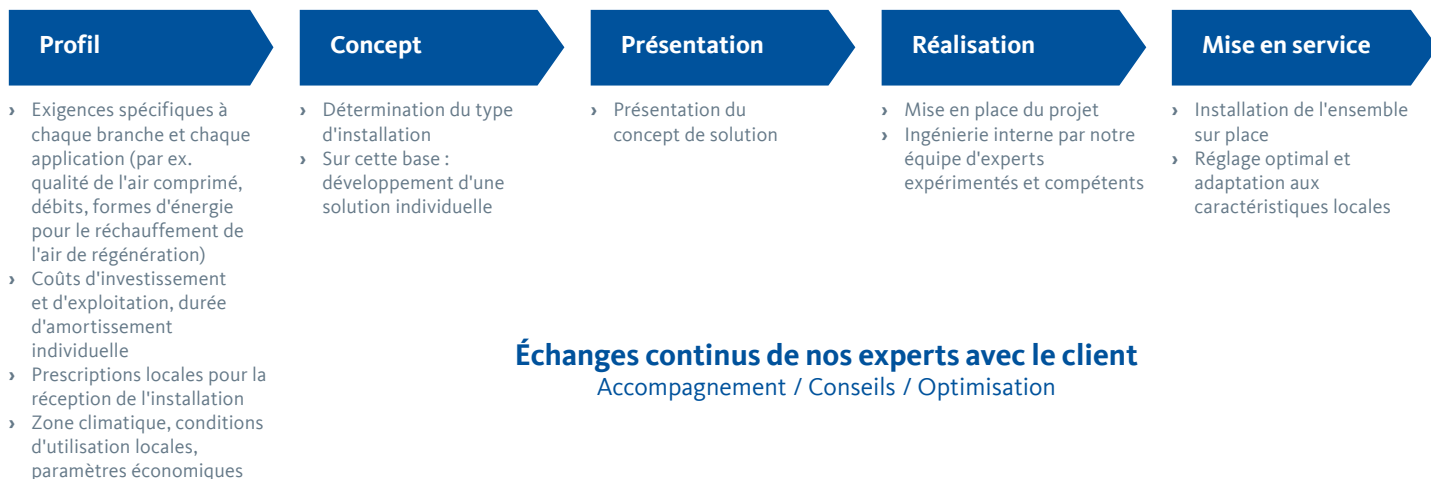 Profil
› Exigences spécifiques à
chaque branche et chaque
application (par ex.
qualité de l'air comprimé,
débits, formes d'énergie
pour le réchauffement de
l'air de régénération)
› Coûts d'investissement
et d'exploitation, durée
d'amortissement
individuelle
› Prescriptions locales pour la
réception de l'installation
› Zone climatique, conditions
d'utilisation locales,
paramètres économiques
Concept
› Détermination du type
d'installation
› Sur cette base :
développement d'une
solution individuelle
Présentation
› Présentation du
concept de solution
Réalisation
› Mise en place du projet
› Ingénierie interne par notre
équipe d'experts
expérimentés et compétents
Mise en service
› Installation de l'ensemble
sur place
› Réglage optimal et
adaptation aux
caractéristiques locales
Échanges continus de nos experts avec le client
Accompagnement / Conseils / Optimisation